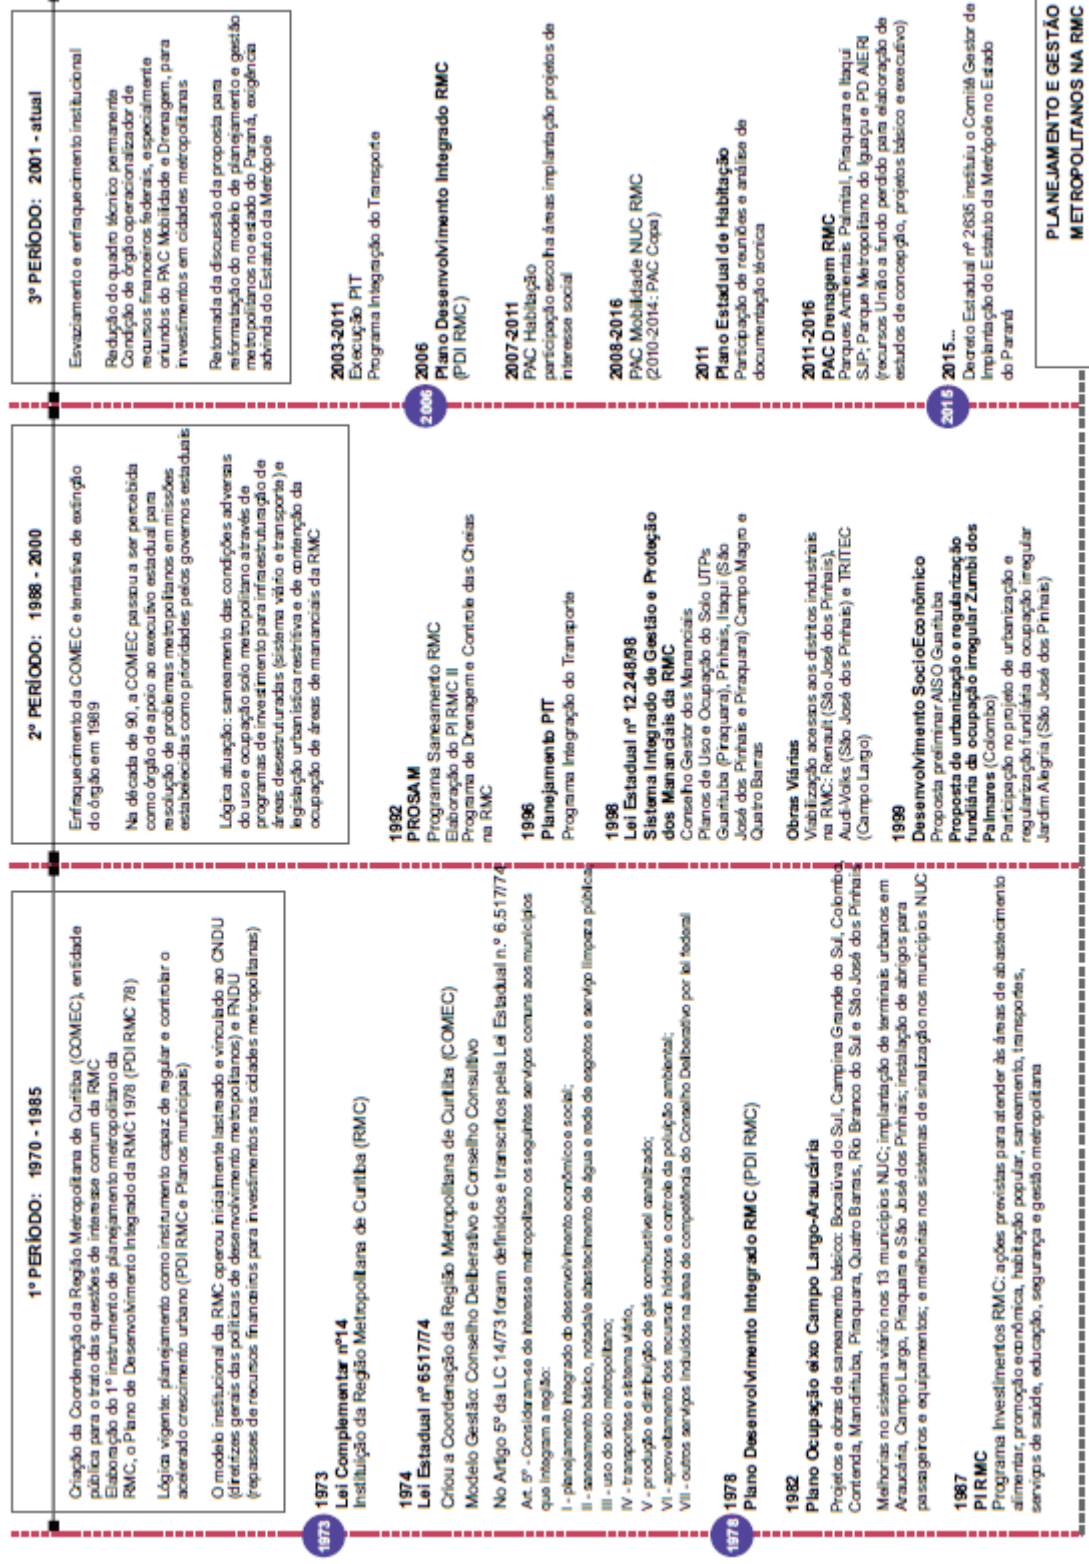 1º PERÍODO: 1970 - 1985
Criação da Coordenação da Região Metropolitana de Curitiba (COMEC), entidade
pública para o trato das questões de interesse comum da RMC
Elaboração do 1º instrumento de planejamento metropolitano da
RMC, o Plano de Desenvolvimento Integrado da RMC 1978 (PDI RMC 78)
Lógica vigente: planejamento como instrumento capaz de regular e controlar o
acelerado crescimento urbano (PDI RMC e Planos municipais)
O modelo institucional da RMC operou inicialmente lastreado e vinculado ao CNDU
(diretrizes gerais das políticas de desenvolvimento metropolitanos) e FNDU
(repasses de recursos financeiros para investimentos nas cidades metropolitanas)
1973
1973
Lei Complementar nº14
Instituição da Região Metropolitana de Curitiba (RMC)
1974
Lei Estadual nº 6517/74
Criou a Coordenação da Região Metropolitana de Curitiba (COMEC)
Modelo Gestão: Conselho Deliberativo e Conselho Consultivo
No Artigo 5º da LC 14/73 foram definidos e transcritos pela Lei Estadual n.º 6.517/74
Art. 5º - Consideram-se de interesse metropolitano os seguintes serviços comuns aos municípios
que integram a região:
I - planejamento integrado do desenvolvimento econômico e social;
II - saneamento básico, notadate abastecimento de água e rede de esgotos e serviço limpeza pública;
III - uso do solo metropolitano;
IV - transportes e sistema viário,
V - produção e distribuição de gás combustível canalizado;
VI - aproveitamento dos recursos hídricos e controle da poluição ambiental;
VII - outros serviços incluídos na área de competência do Conselho Deliberativo por lei federal
1978
1978
Plano Desenvolvimento Integrado RMC (PDI RMC)
1982
Plano Ocupação eixo Campo Largo-Araucária
Projetos e obras de saneamento básico: Bocaiúva do Sul, Campina Grande do Sul, Colombo,
Contenda, Mandirituba, Piraquara, Quatro Barras, Rio Branco do Sul e São José dos Pinhais
Melhorias no sistema viário nos 13 municípios NUC; implantação de terminais urbanos em
Araucária, Campo Largo, Piraquara e São José dos Pinhais; instalação de abrigos para
passageiros e equipamentos; e melhorias nos sistemas de sinalização nos municípios NUC
1987
PI RMC
Programa Investimentos RMC: ações previstas para atender às áreas de abastecimento
alimentar, promoção econômica, habitação popular, saneamento, transportes,
serviços de saúde, educação, segurança e gestão metropolitana
2º PERÍODO: 1988 - 2000
Enfraquecimento da COMEC e tentativa de extinção
do órgão em 1989
Na década de 90, a COMEC passou a ser percebida
como órgão de apoio ao executivo estadual para
resolução de problemas metropolitanos em missões
estabelecidas como prioridades pelos governos estaduais
Lógica atuação: saneamento das condições adversas
do uso e ocupação solo metropolitano através de
programas de investimento para infraestruturação de
áreas desestruturadas (sistema viário e transporte) e
legislação urbanística restritiva e de contenção da
ocupação de áreas de mananciais da RMC
1992
PROSAM
Programa Saneamento RMC
Elaboração do PI RMC II
Programa de Drenagem e Controle das Cheias
na RMC
1996
Planejamento PIT
Programa Integração do Transporte
1998
Lei Estadual nº 12.248/98
Sistema Integrado de Gestão e Proteção
dos Mananciais da RMC
Conselho Gestor dos Mananciais
Planos de Uso e Ocupação do Solo UTPs
Guarituba (Piraquara), Pinhais, Itaqui (São
José dos Pinhais e Piraquara) Campo Magro e
Quatro Barras
Obras Viárias
Viabilização acessos aos distritos industriais
na RMC: Renault (São José dos Pinhais),
Audi-Volks (São José dos Pinhais) e TRITEC
(Campo Largo)
1999
Desenvolvimento SocioEconômico
Proposta preliminar AISO Guarituba
Proposta de urbanização e regularização
fundiária da ocupação irregular Zumbi dos
Palmares (Colombo)
Participação no projeto de urbanização e
regularização fundiária da ocupação irregular
Jardim Alegria (São José dos Pinhais)
3º PERÍODO: 2001 - atual
Esvaziamento e enfraquecimento institucional
Redução do quadro técnico permanente
Condição de órgão operacionalizador de
recursos financeiros federais, especialmente
oriundos do PAC Mobilidade e Drenagem, para
investimentos em cidades metropolitanas
Retomada da discussão da proposta para
reformatação do modelo de planejamento e gestão
metropolitanos no estado do Paraná, exigência
advinda do Estatuto da Metrópole
2003-2011
Execução PIT
Programa Integração do Transporte
2006
2006
Plano Desenvolvimento Integrado RMC
(PDI RMC)
2007-2011
PAC Habitação
participação escolha áreas implantação projetos de
interesse social
2008-2016
PAC Mobilidade NUC RMC
(2010-2014: PAC Copa)
2011
Plano Estadual de Habitação
Participação de reuniões e análise de
documentação técnica
2011-2016
PAC Drenagem RMC
Parques Ambientais Palmital, Piraquara e Itaqui
SJP; Parque Metropolitano do Iguaçu e PD AIERI
(recursos União a fundo perdido para elaboração de
estudos de concepção, projetos básico e executivo)
2015
2015...
Decreto Estadual nº 2635 instituiu o Comitê Gestor de
Implantação do Estatuto da Metrópole no Estado
do Paraná
PLANEJAMENTO E GESTÃO
METROPOLITANOS NA RMC